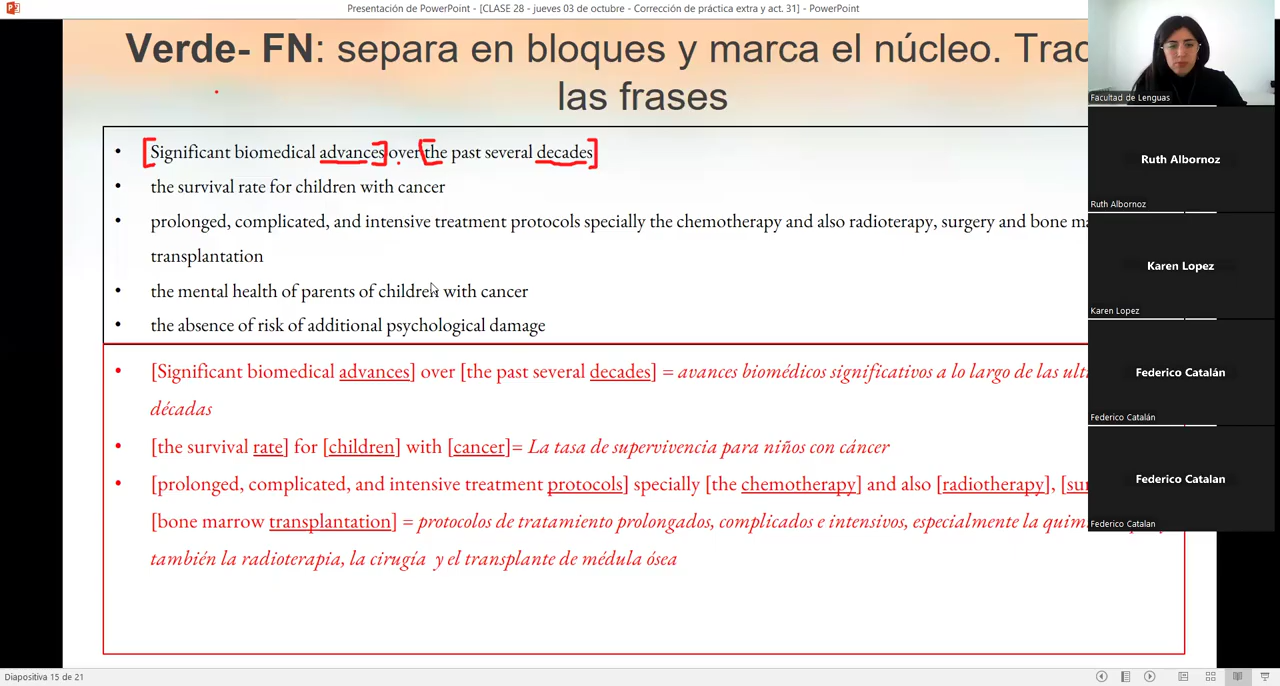 Presentación de PowerPoint - [CLASE 28 - jueves 03 de octubre - Corrección de práctica extra y act. 31] - PowerPoint
Verde- FN: separa en bloques y marca el núcleo.
las frases
• Significant biomedical advances over the past several decades
• the survival rate for children with cancer
• prolonged, complicated, and intensive treatment protocols specially the chemotherapy and also radioterapy, surgery and bone
transplantation
• the mental health of parents of children with cancer
• the absence of risk of additional psychological damage
• [Significant biomedical advances] over [the past several decades] = avances biomédicos significativos a lo largo de las
décadas
• [the survival rate] for [children] with [cancer]= La tasa de supervivencia para niños con cáncer
• [prolonged, complicated, and intensive treatment protocols] specially [the chemotherapy] and also [radiotherapy],
[bone marrow transplantation] = protocolos de tratamiento prolongados, complicados e intensivos, especialmente la
también la radioterapia, la cirugía y el transplante de médula ósea
Facultad de Lenguas
Ruth Albornoz
Ruth Albornoz
Karen Lopez
Karen Lopez
Federico Catalán
Federico Catalán
Federico Catalan
Federico Catalan
Diapositiva 15 de 21